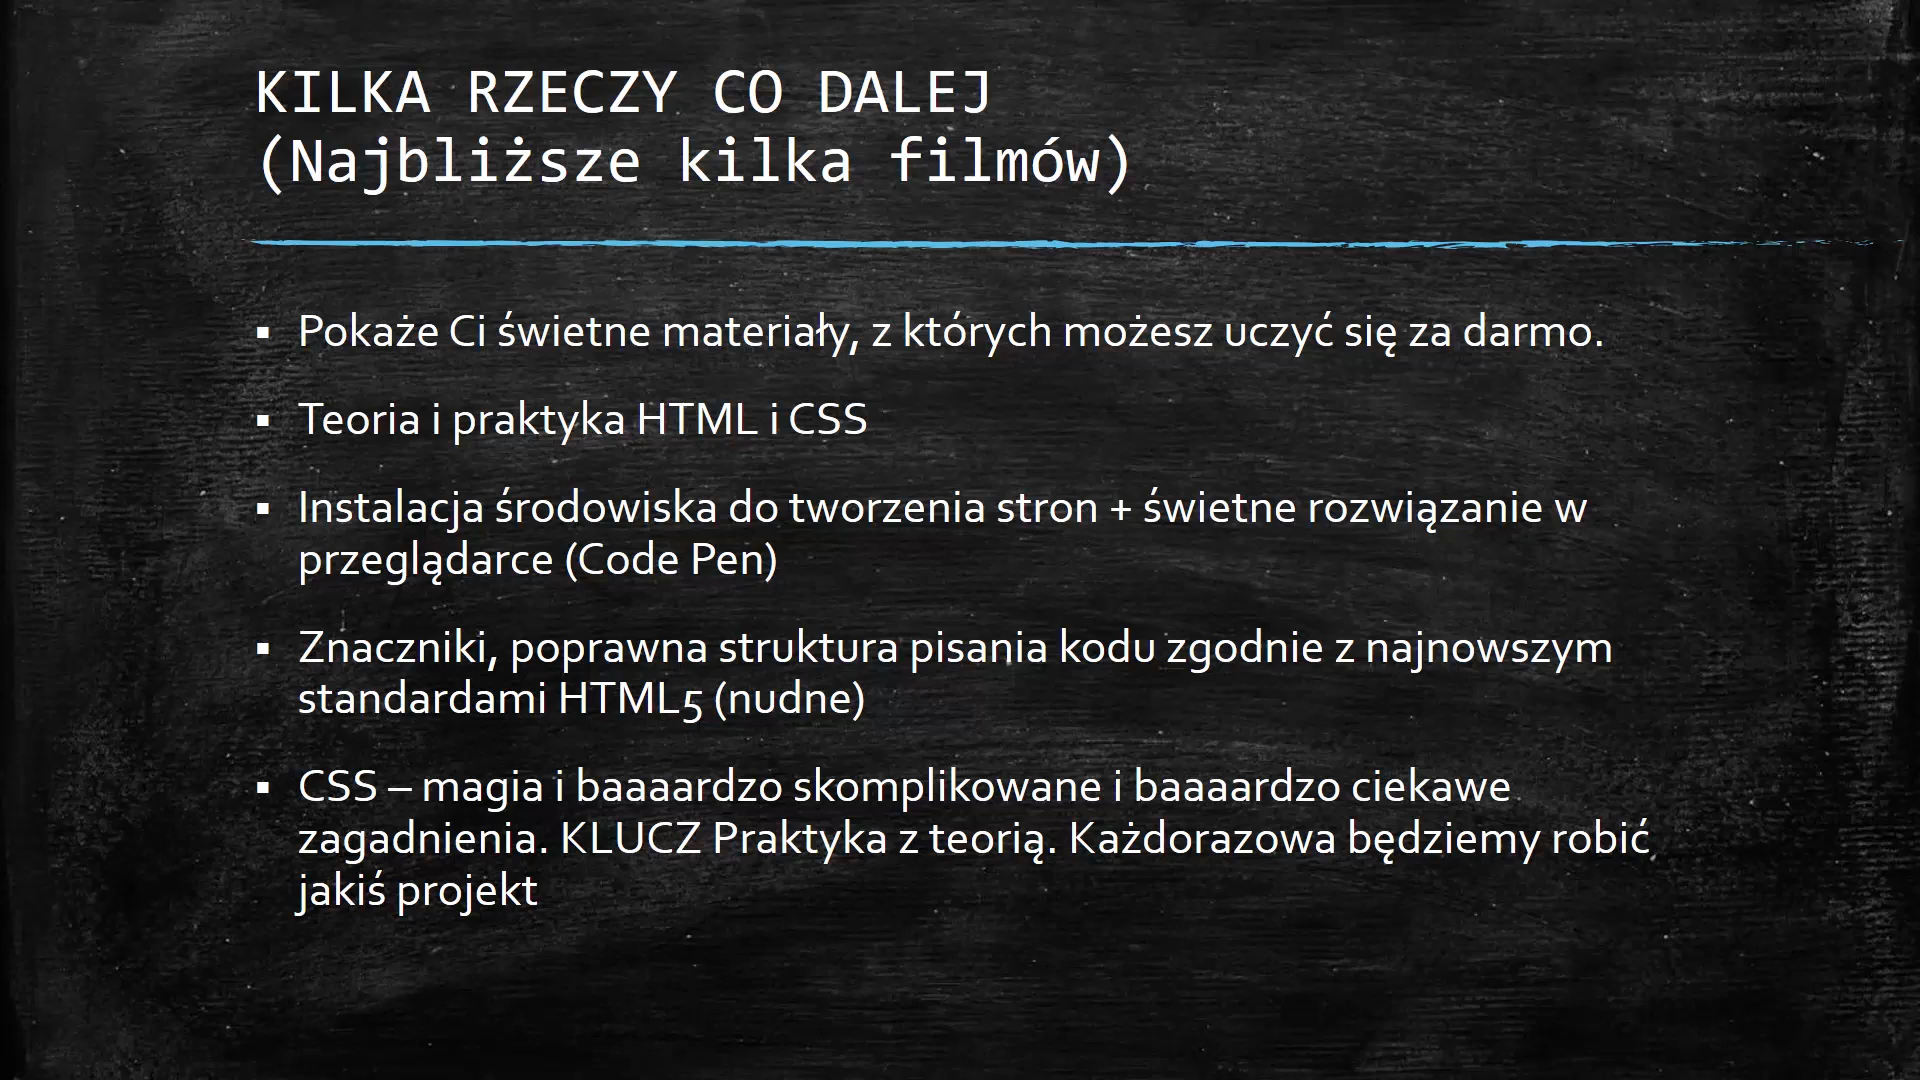 KILKA RZECZY CO DALEJ
(Najbliższe kilka filmów)
▪ Pokaże Ci świetne materiały, z których możesz uczyć się za darmo.
▪ Teoria i praktyka HTML i CSS
▪ Instalacja środowiska do tworzenia stron + świetne rozwiązanie w
przeglądarce (Code Pen)
▪ Znaczniki, poprawna struktura pisania kodu zgodnie z najnowszym
standardami HTML5 (nudne)
▪ CSS – magia i baaaardzo skomplikowane i baaaardzo ciekawe
zagadnienia. KLUCZ Praktyka z teorią. Każdorazowa będziemy robić
jakiś projekt